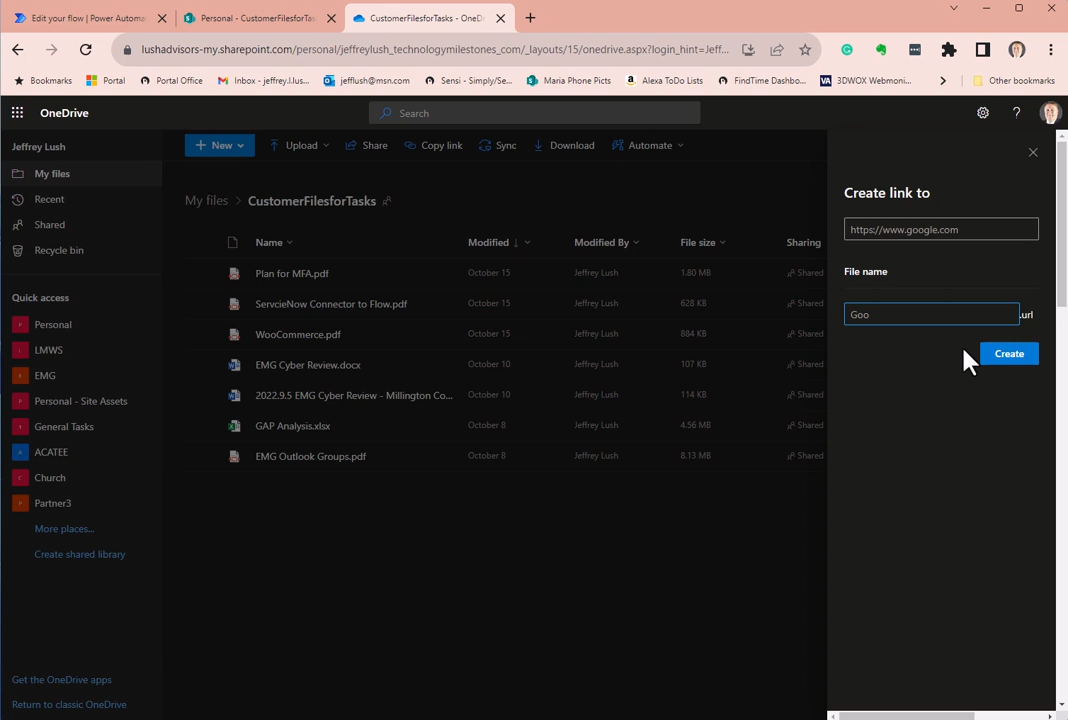 Edit your flow | Power Automa
Personal - CustomerFilesforTas
CustomerFilesforTasks - OneDr
lushadvisors-my.sharepoint.com/personal/jeffreylush_technologymilestones_com/_layouts/15/onedrive.aspx?login_hint=Jeff...
Bookmarks
Portal
Portal Office
Inbox - jeffrey.l.lus...
jefflush@msn.com
Sensi - Simply/Se...
Maria Phone Picts
Alexa ToDo Lists
FindTime Dashbo...
VA 3DWOX Webmoni...
Other bookmarks
OneDrive
Search
Jeffrey Lush
My files
Recent
Shared
Recycle bin
Quick access
P Personal
L LMWS
E EMG
P Personal - Site Assets
G General Tasks
A ACATEE
C Church
P Partner3
More places...
Create shared library
Get the OneDrive apps
Return to classic OneDrive
New
Upload
Share
Copy link
Sync
Download
Automate
My files > CustomerFilesforTasks
Name Modified Modified By File size Sharing
Plan for MFA.pdf October 15 Jeffrey Lush 1.80 MB Shared
ServcieNow Connector to Flow.pdf October 15 Jeffrey Lush 628 KB Shared
WooCommerce.pdf October 15 Jeffrey Lush 884 KB Shared
EMG Cyber Review.docx October 10 Jeffrey Lush 107 KB Shared
2022.9.5 EMG Cyber Review - Millington Co... October 10 Jeffrey Lush 114 KB Shared
GAP Analysis.xlsx October 8 Jeffrey Lush 4.56 MB Shared
EMG Outlook Groups.pdf October 8 Jeffrey Lush 8.13 MB Shared
Create link to
https://www.google.com
File name
Goo .url
Create